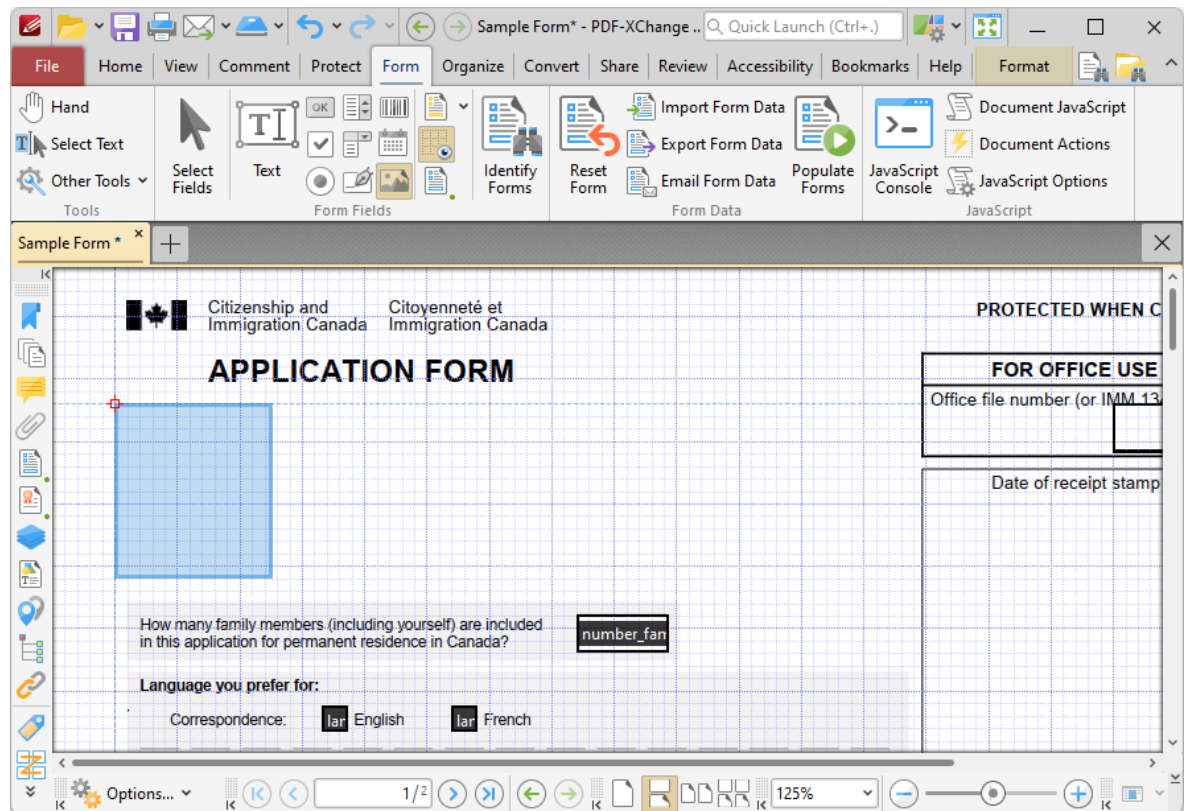 Sample Form* - PDF-XChange ..
Quick Launch (Ctrl+.)
File
Home
View
Comment
Protect
Form
Organize
Convert
Share
Review
Accessibility
Bookmarks
Help
Format
Hand
Select Text
Other Tools
Tools
Select Fields
Text
OK
Form Fields
Identify Forms
Reset Form
Import Form Data
Export Form Data
Email Form Data
Populate Forms
Form Data
JavaScript Console
Document JavaScript
Document Actions
JavaScript Options
JavaScript
Sample Form *
Citizenship and Immigration Canada
Citoyenneté et Immigration Canada
PROTECTED WHEN C
APPLICATION FORM
FOR OFFICE USE
Office file number (or IMM 13
Date of receipt stamp
How many family members (including yourself) are included
in this application for permanent residence in Canada?
number_fam
Language you prefer for:
Correspondence:
lar
English
lar
French
Options...
1/2
125%